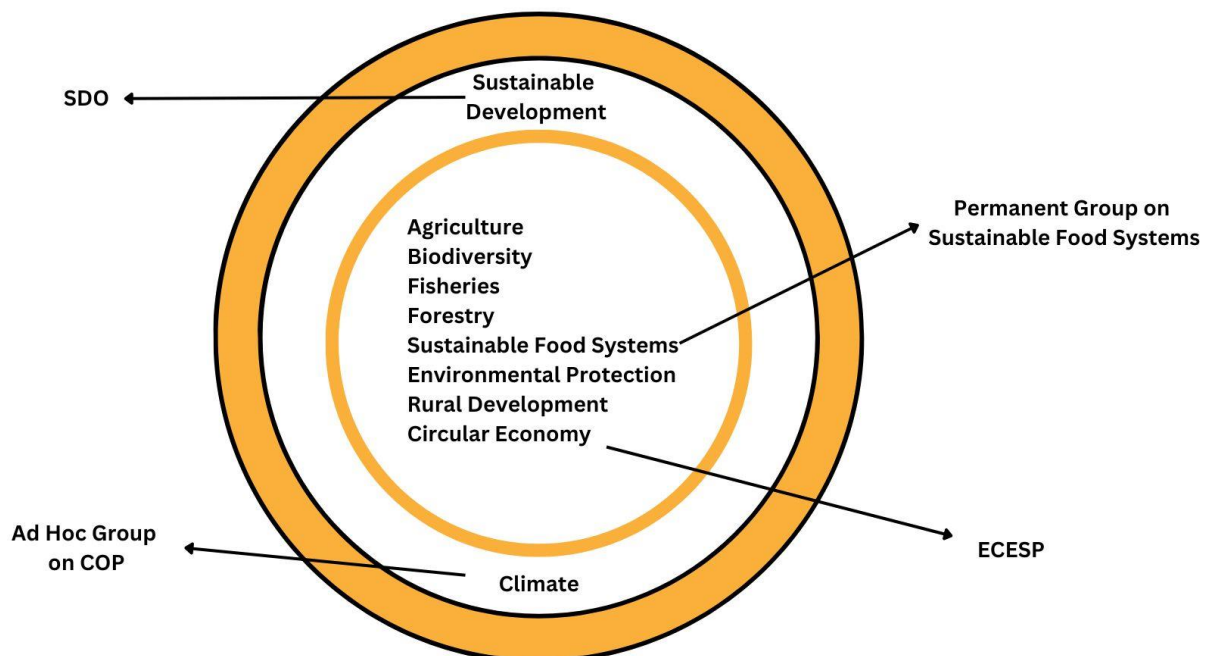 Sustainable
Development
SDO
Permanent Group on
Sustainable Food Systems
Agriculture
Biodiversity
Fisheries
Forestry
Sustainable Food Systems
Environmental Protection
Rural Development
Circular Economy
Ad Hoc Group
on COP
ECESP
Climate